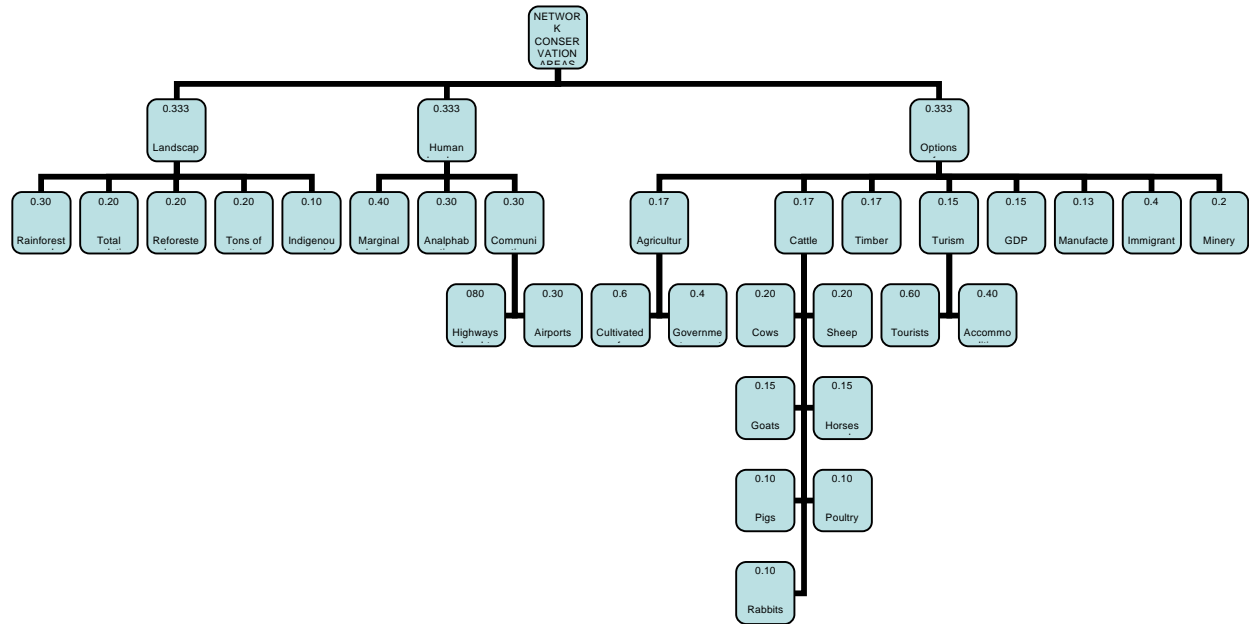 NETWOR
K
CONSER
VATION
AREAS
0.333
Landscap
0.333
Human
0.333
Options
0.30
Rainforest
0.20
Total
0.20
Reforeste
0.20
Tons of
0.10
Indigenou
0.40
Marginal
0.30
Analphab
0.30
Communi
0.17
Agricultur
0.17
Cattle
0.17
Timber
0.15
Turism
0.15
GDP
0.13
Manufacte
0.4
Immigrant
0.2
Minery
080
Highways
0.30
Airports
0.6
Cultivated
0.4
Governme
0.20
Cows
0.20
Sheep
0.60
Tourists
0.40
Accommo
0.15
Goats
0.15
Horses
0.10
Pigs
0.10
Poultry
0.10
Rabbits